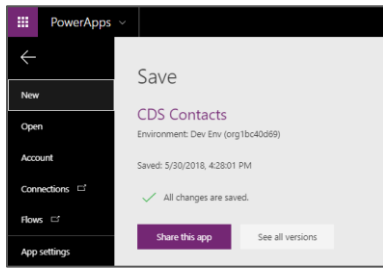 PowerApps
Save
New
CDS Contacts
Open
Environment: Dev Env (org1bc40d69)
Account
Saved: 5/30/2018, 4:28:01 PM
Connections
All changes are saved.
Flows
Share this app
See all versions
App settings